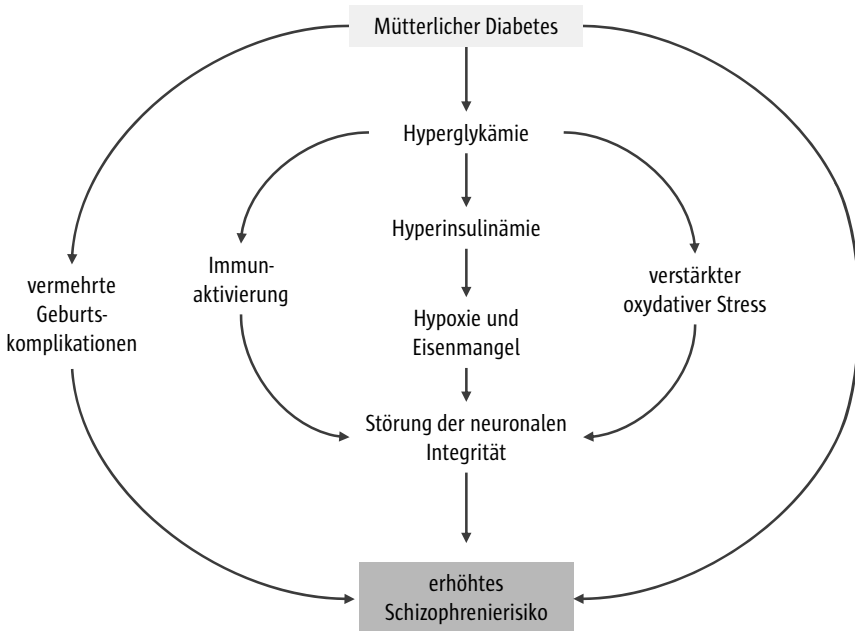 Mütterlicher Diabetes
Hyperglykämie
Hyperinsulinämie
Immun-
aktivierung
verstärkter
oxydativer Stress
vermehrte
Geburts-
komplikationen
Hypoxie und
Eisenmangel
Störung der neuronalen
Integrität
erhöhtes
Schizophrenierisiko